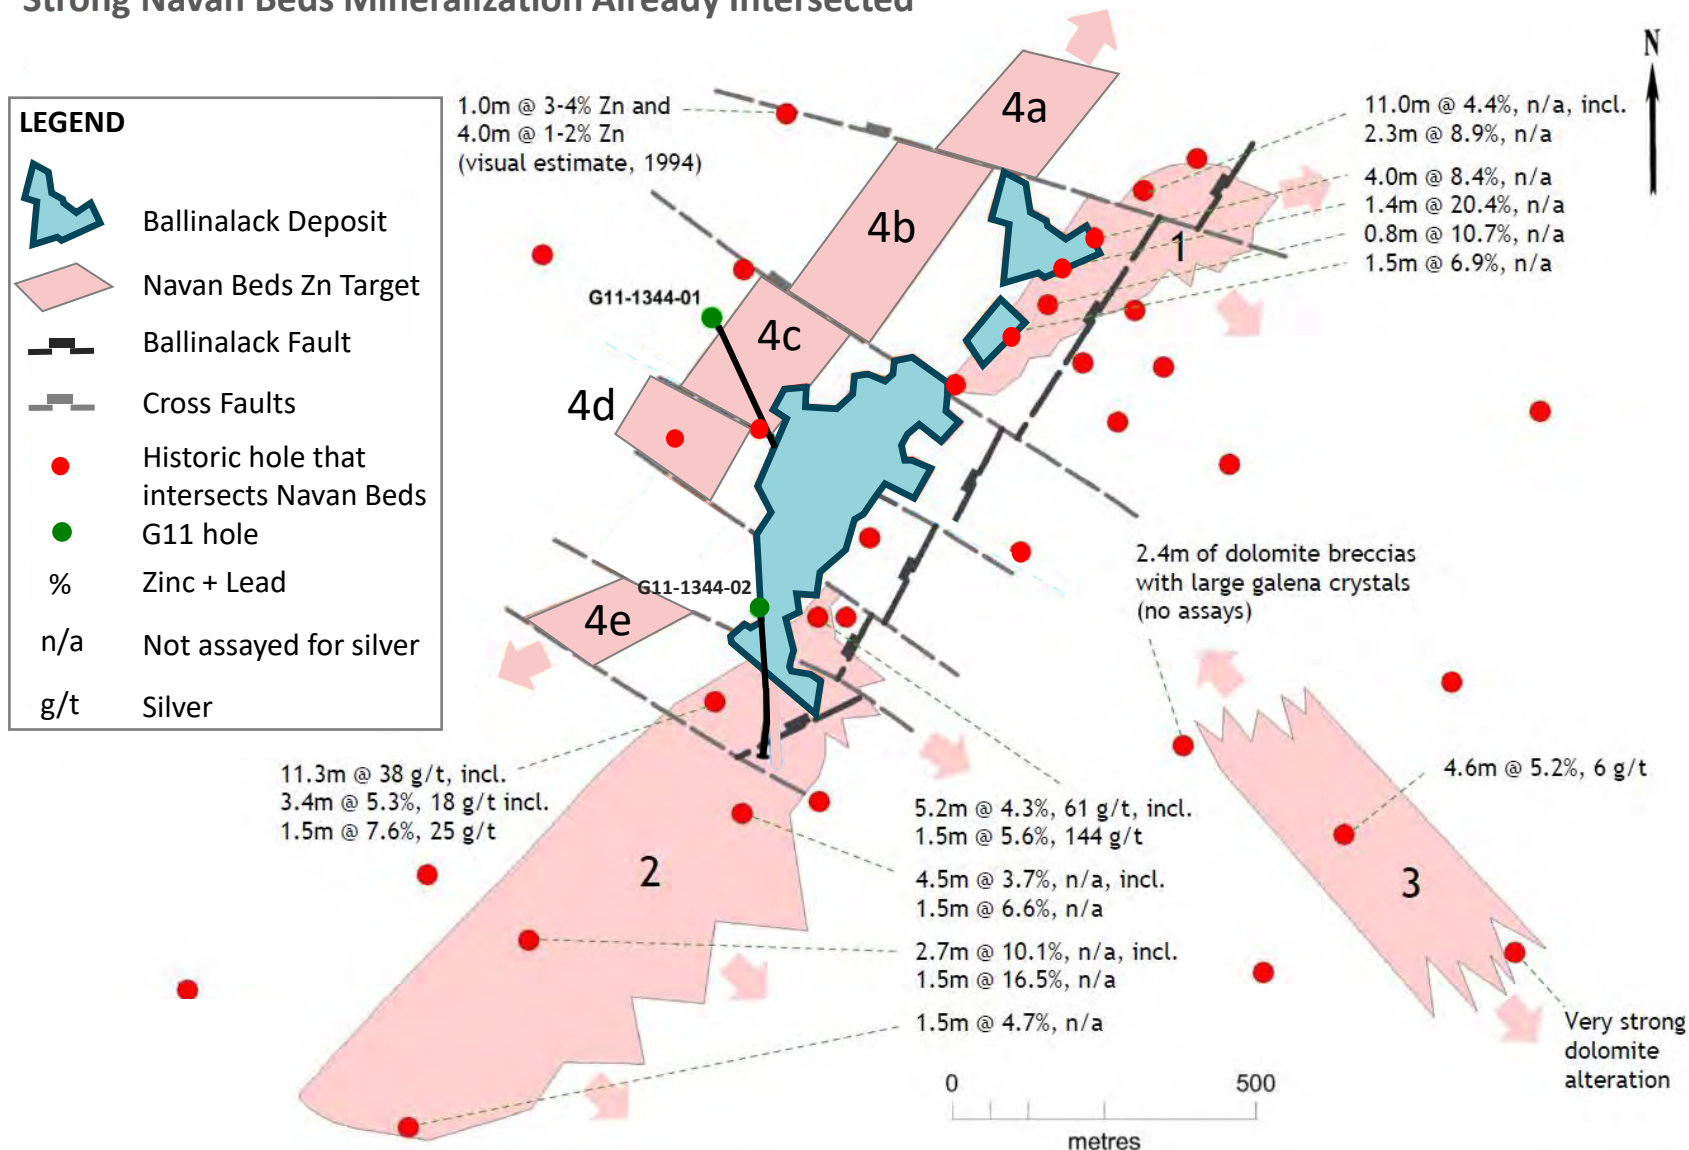 Strong Navan Beds Mineralization Already Intersected
N
LEGEND
Ballinalack Deposit
Navan Beds Zn Target
Ballinalack Fault
Cross Faults
Historic hole that
intersects Navan Beds
G11 hole
% Zinc + Lead
n/a Not assayed for silver
g/t Silver
1.0m @ 3-4% Zn and
4.0m @ 1-2% Zn
(visual estimate, 1994)
4a
4b
4c
4d
4e
1
2
3
G11-1344-01
G11-1344-02
11.0m @ 4.4%, n/a, incl.
2.3m @ 8.9%, n/a
4.0m @ 8.4%, n/a
1.4m @ 20.4%, n/a
0.8m @ 10.7%, n/a
1.5m @ 6.9%, n/a
2.4m of dolomite breccias
with large galena crystals
(no assays)
4.6m @ 5.2%, 6 g/t
11.3m @ 38 g/t, incl.
3.4m @ 5.3%, 18 g/t incl.
1.5m @ 7.6%, 25 g/t
5.2m @ 4.3%, 61 g/t, incl.
1.5m @ 5.6%, 144 g/t
4.5m @ 3.7%, n/a, incl.
1.5m @ 6.6%, n/a
2.7m @ 10.1%, n/a, incl.
1.5m @ 16.5%, n/a
1.5m @ 4.7%, n/a
Very strong
dolomite
alteration
0 500
metres